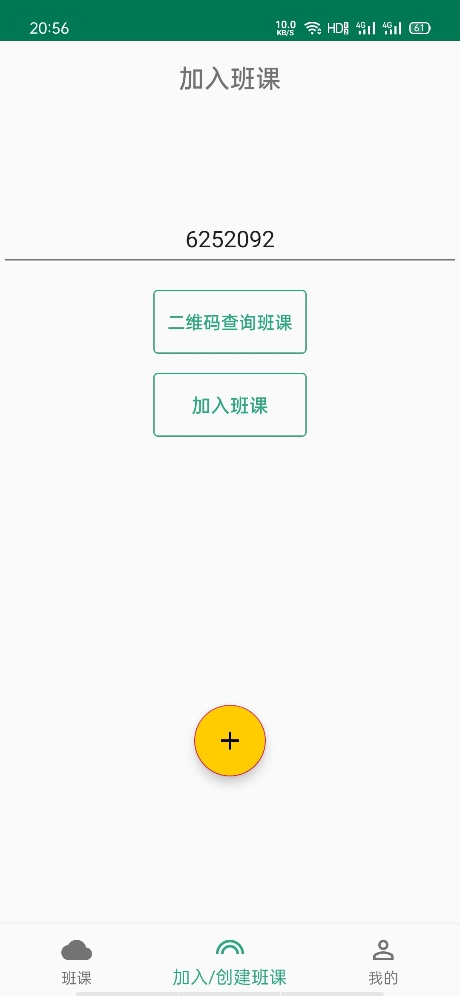 20:56
10.0
KB/S
HD
4G
4G
61
加入班课
6252092
二维码查询班课
加入班课
+
班课
加入/创建班课
我的